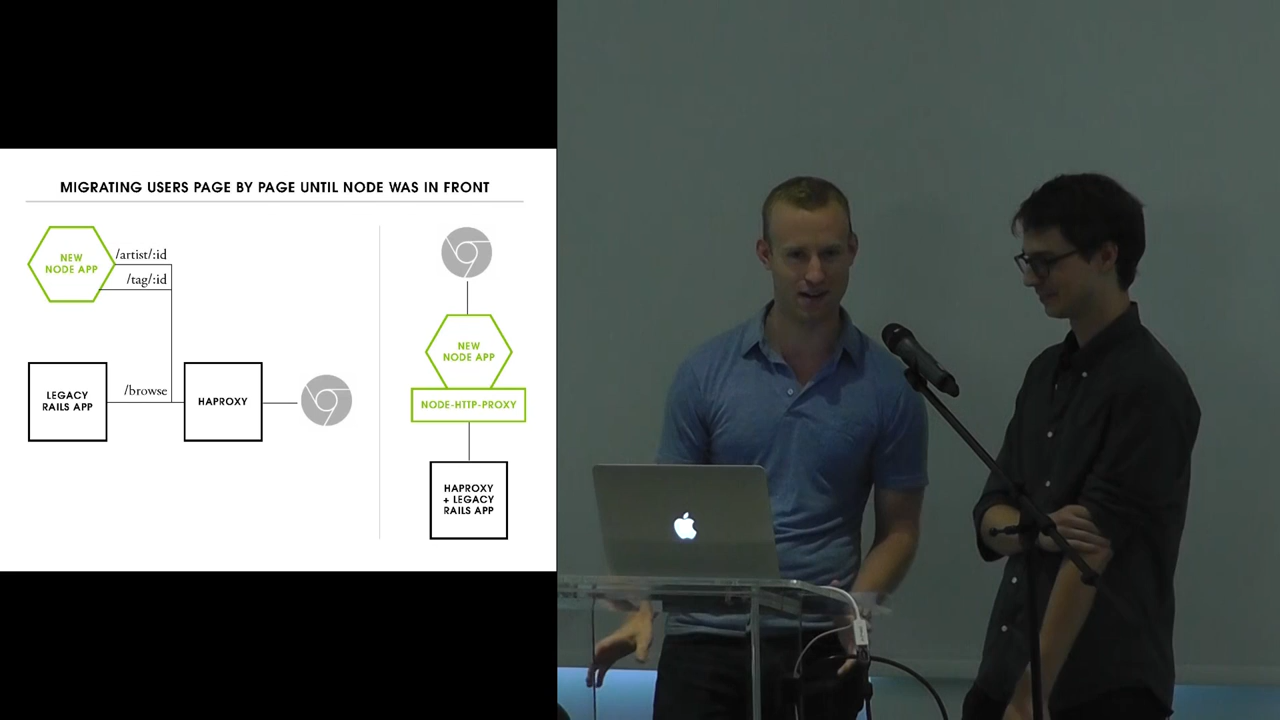 MIGRATING USERS PAGE BY PAGE UNTIL NODE WAS IN FRONT
NEW
NODE APP
/artist/:id
/tag/:id
LEGACY
RAILS APP
/browse
HAPROXY
NEW
NODE APP
NODE-HTTP-PROXY
HAPROXY
+ LEGACY
RAILS APP